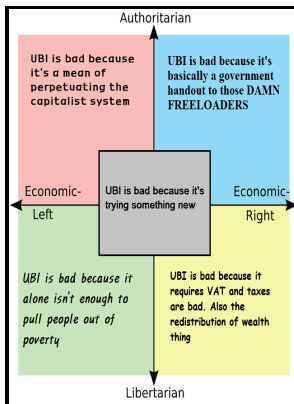 Authoritarian
UBI is bad because
it's a mean of
perpetuating the
capitalist system
UBI is bad because it's
basically a government
handout to those DAMN
FREELOADERS
UBI is bad because it's
trying something new
Economic-
Left
Economic-
Right
UBI is bad because it
alone isn't enough to
pull people out of
poverty
UBI is bad because it
requires VAT and taxes
are bad. Also the
redistribution of wealth
thing
Libertarian